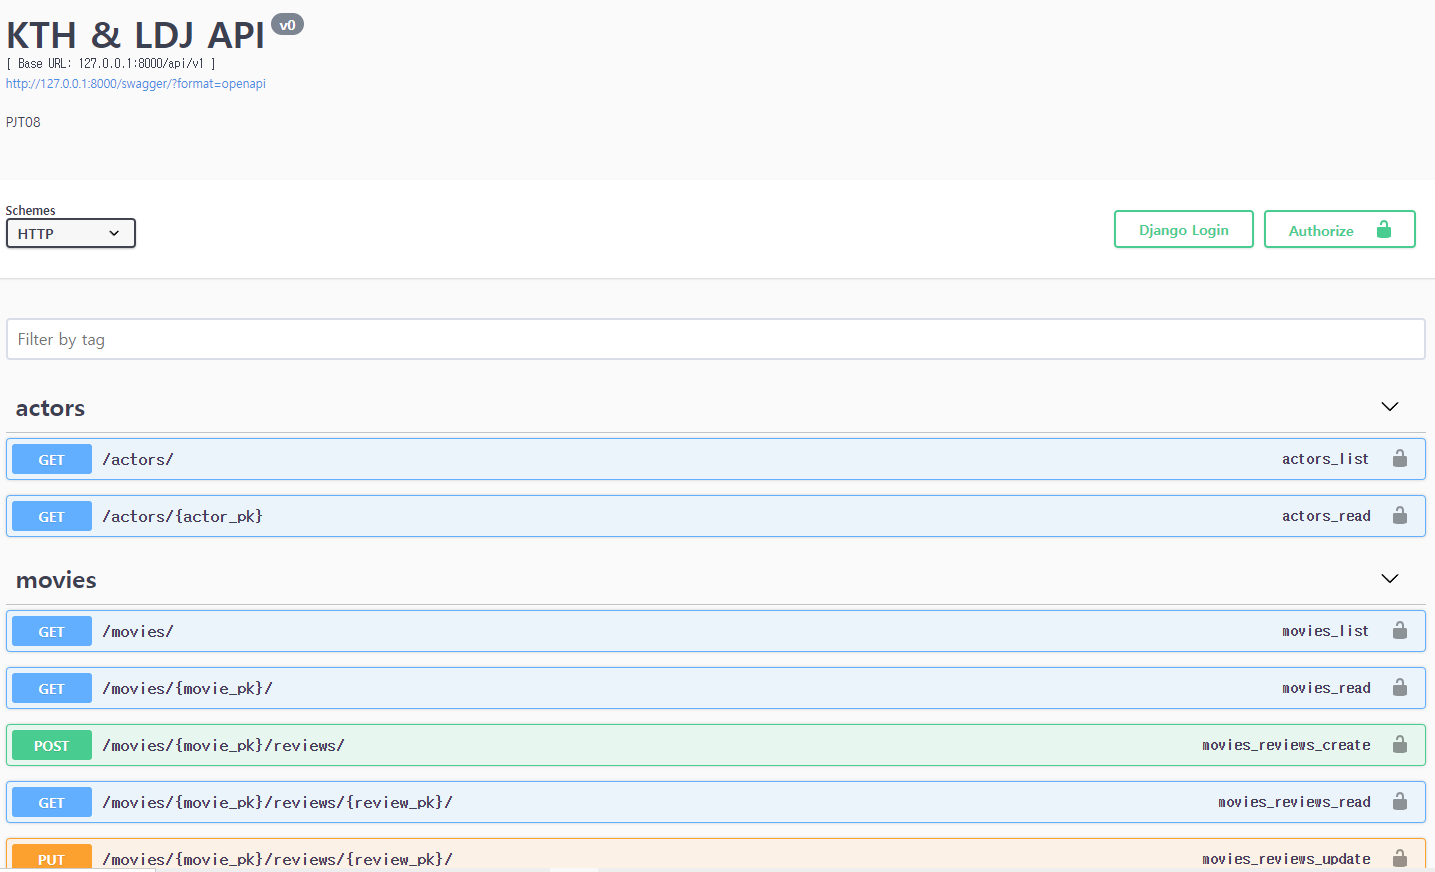 KTH & LDJ API v0
[ Base URL: 127.0.0.1:8000/api/v1 ]
http://127.0.0.1:8000/swagger/?format=openapi
PJT08
Schemes
HTTP
Django Login
Authorize
Filter by tag
actors
GET /actors/ actors_list
GET /actors/{actor_pk} actors_read
movies
GET /movies/ movies_list
GET /movies/{movie_pk}/ movies_read
POST /movies/{movie_pk}/reviews/ movies_reviews_create
GET /movies/{movie_pk}/reviews/{review_pk}/ movies_reviews_read
PUT /movies/{movie_pk}/reviews/{review_pk}/ movies_reviews_update